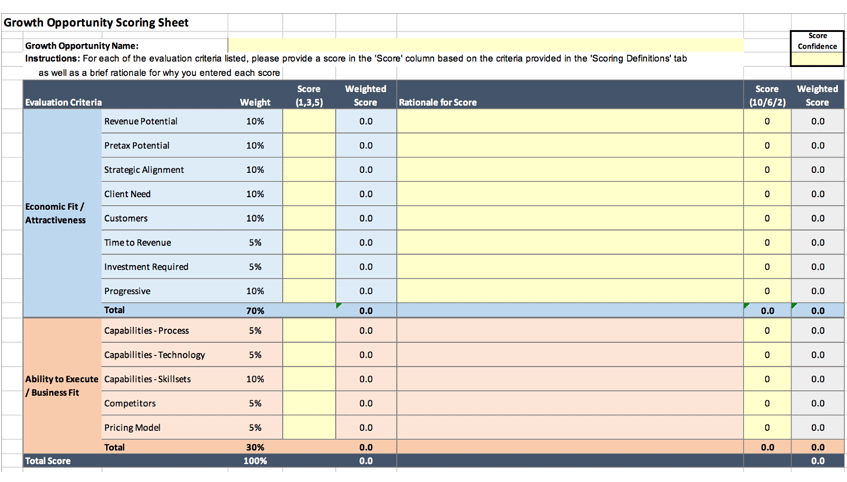 Growth Opportunity Scoring Sheet
Score
Confidence
Growth Opportunity Name:
Instructions: For each of the evaluation criteria listed, please provide a score in the 'Score' column based on the criteria provided in the 'Scoring Definitions' tab
as well as a brief rationale for why you entered each score
Evaluation Criteria Weight Score (1,3,5) Weighted Score Rationale for Score Score (10/6/2) Weighted Score
Economic Fit / Attractiveness
Revenue Potential 10% 0.0 0 0.0
Pretax Potential 10% 0.0 0 0.0
Strategic Alignment 10% 0.0 0 0.0
Client Need 10% 0.0 0 0.0
Customers 10% 0.0 0 0.0
Time to Revenue 5% 0.0 0 0.0
Investment Required 5% 0.0 0 0.0
Progressive 10% 0.0 0 0.0
Total 70% 0.0 0.0 0.0
Ability to Execute / Business Fit
Capabilities - Process 5% 0.0 0 0.0
Capabilities - Technology 5% 0.0 0 0.0
Capabilities - Skillsets 10% 0.0 0 0.0
Competitors 5% 0.0 0 0.0
Pricing Model 5% 0.0 0 0.0
Total 30% 0.0 0.0 0.0
Total Score 100% 0.0 0.0